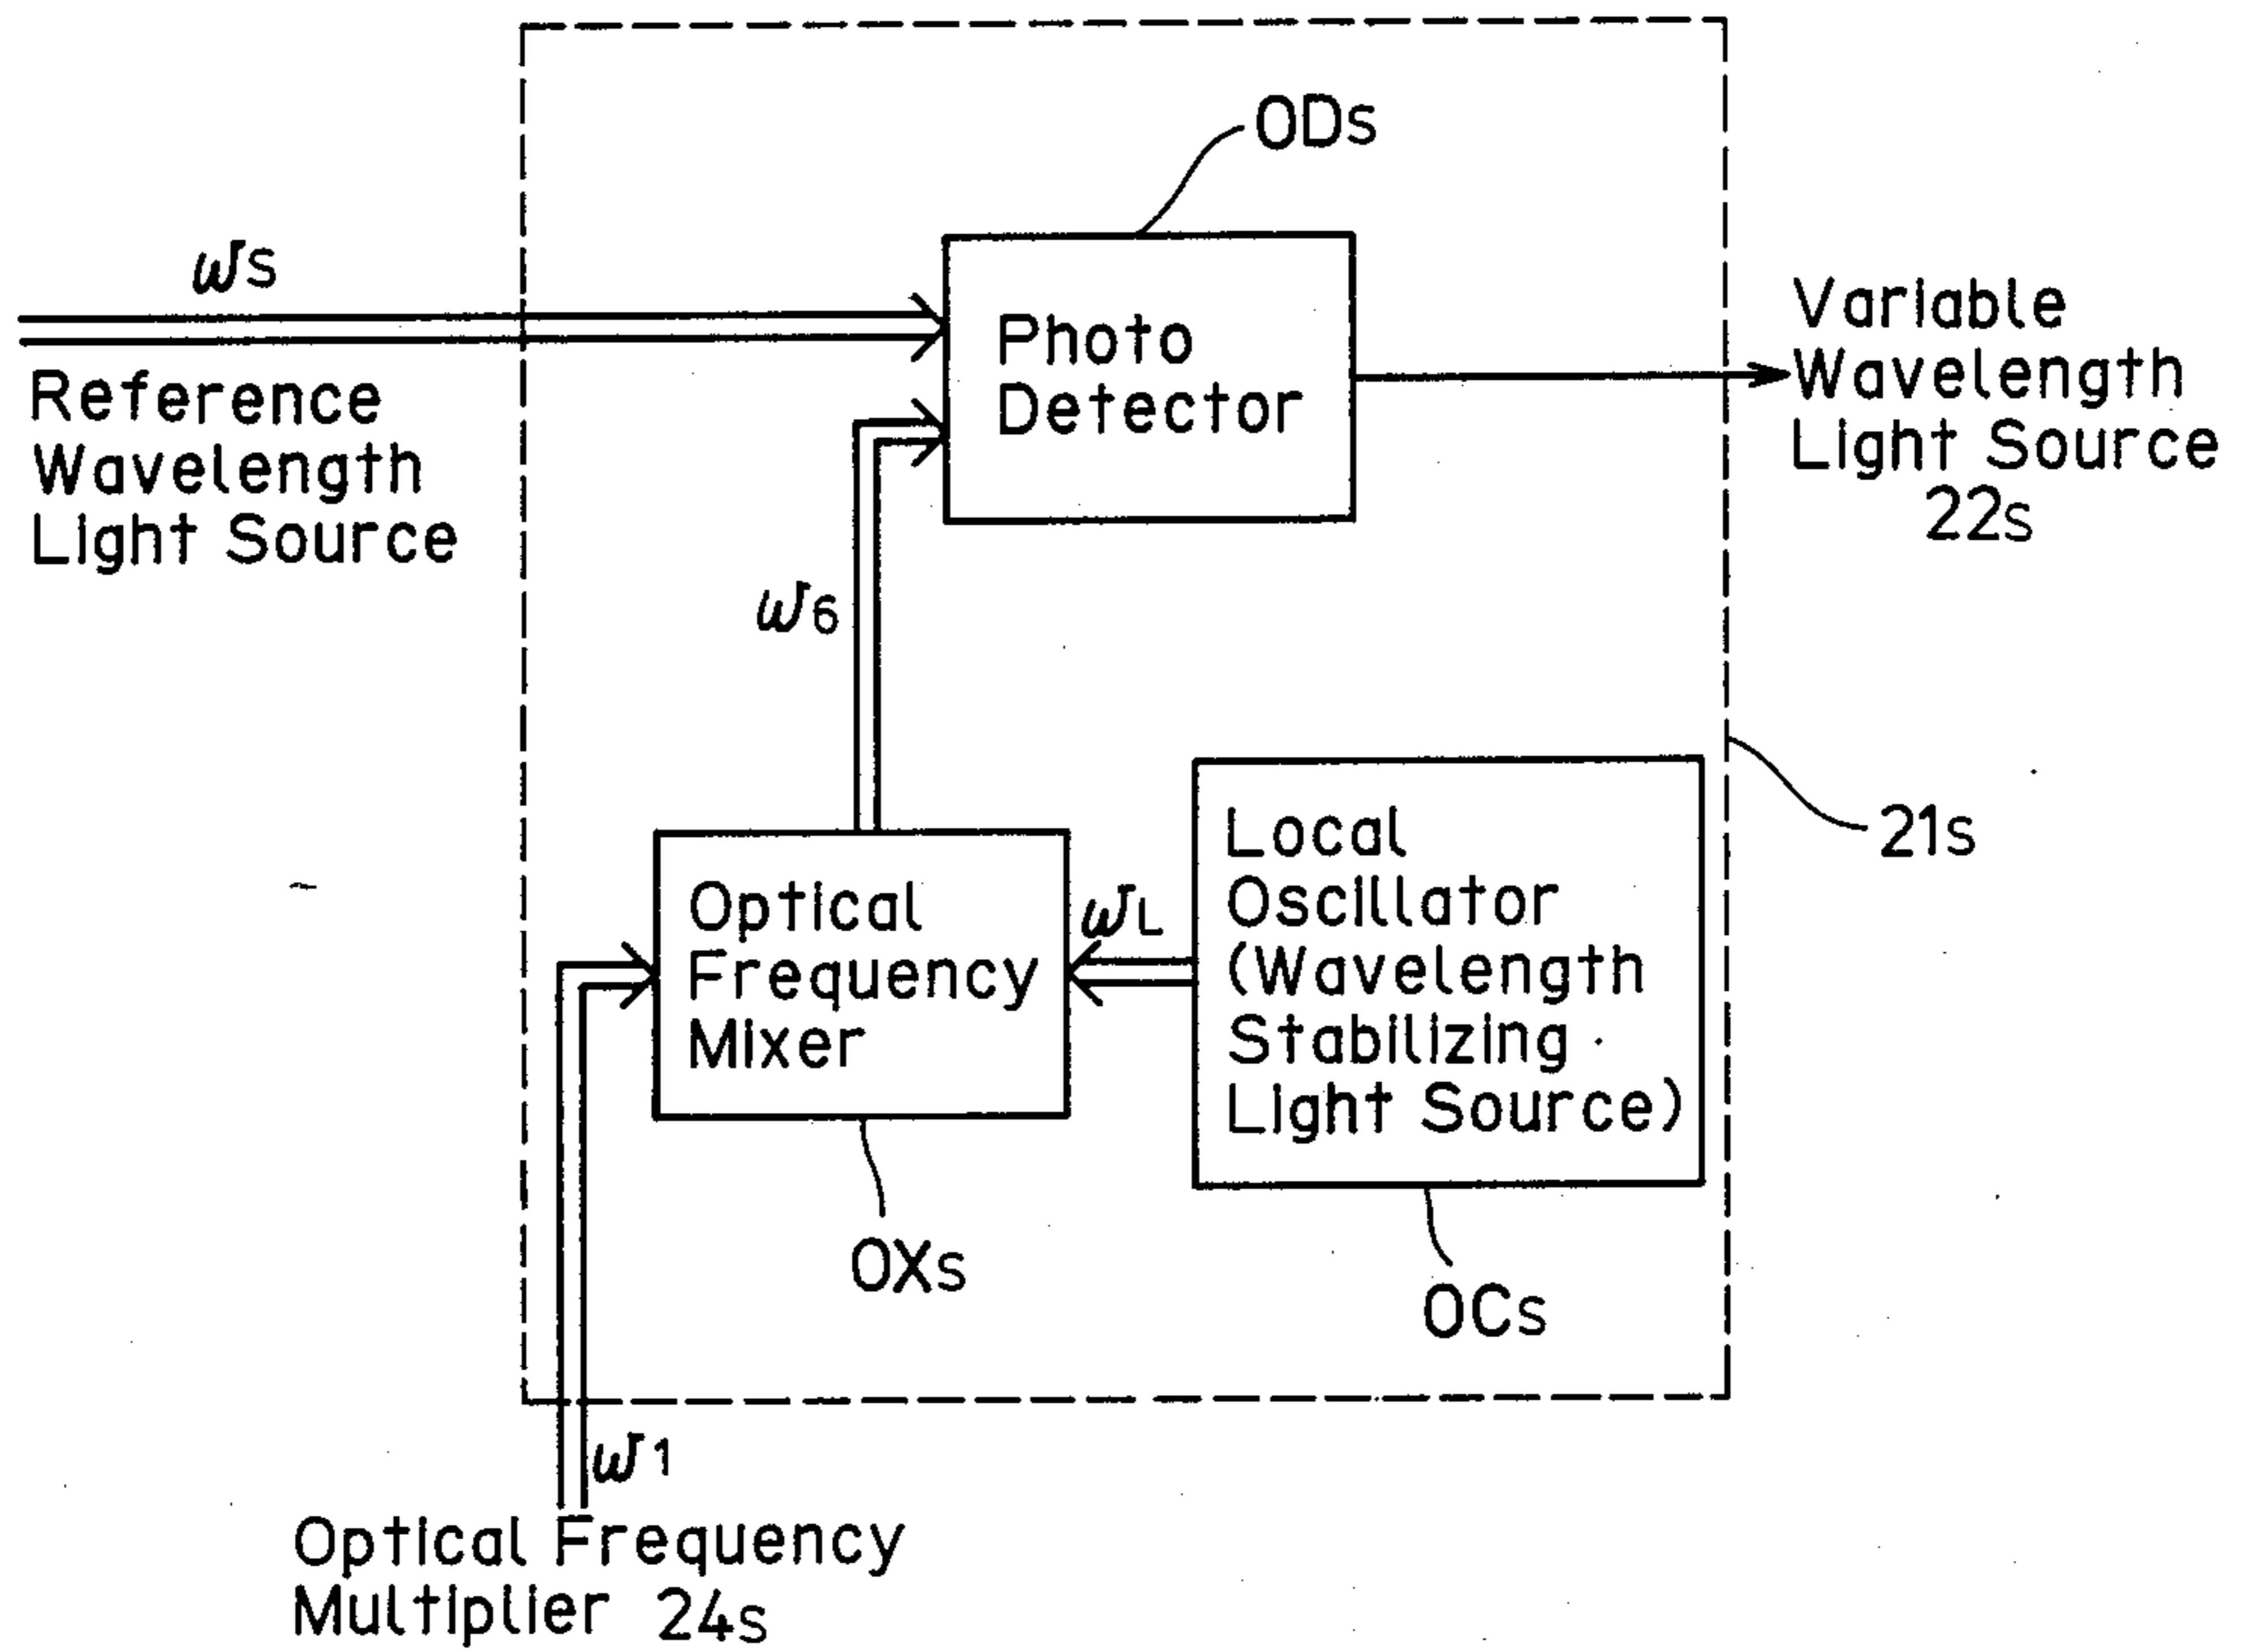 ODs
ωs
Reference
Wavelength
Light Source
Photo
Detector
Variable
Wavelength
Light Source
22s
ω6
21s
Optical
Frequency
Mixer
ωL
Local
Oscillator
(Wavelength
Stabilizing
Light Source)
OXs
OCs
ω1
Optical Frequency
Multiplier 24s